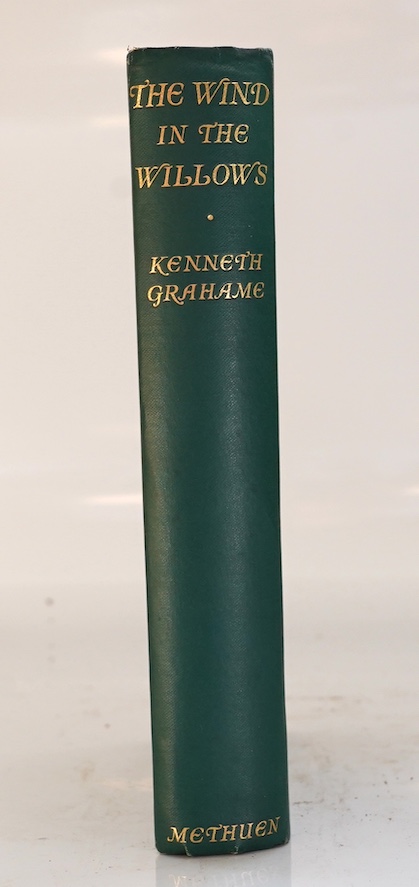 THE WIND
IN THE
WILLOWS
·
KENNETH
GRAHAME
METHUEN